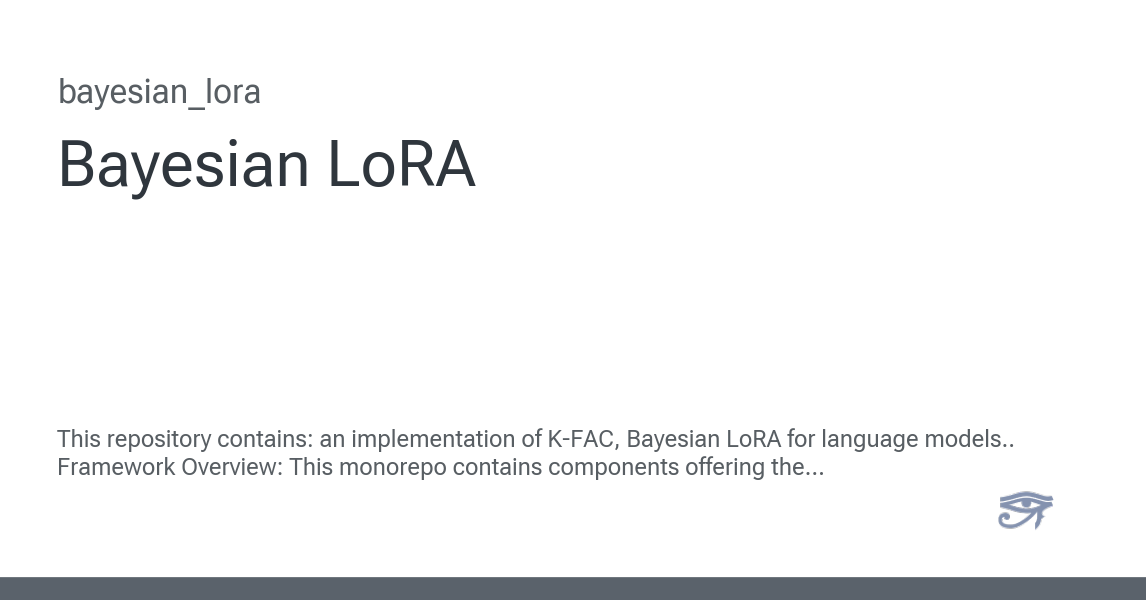 bayesian_lora
Bayesian LoRA
This repository contains: an implementation of K-FAC, Bayesian LoRA for language models..
Framework Overview: This monorepo contains components offering the...